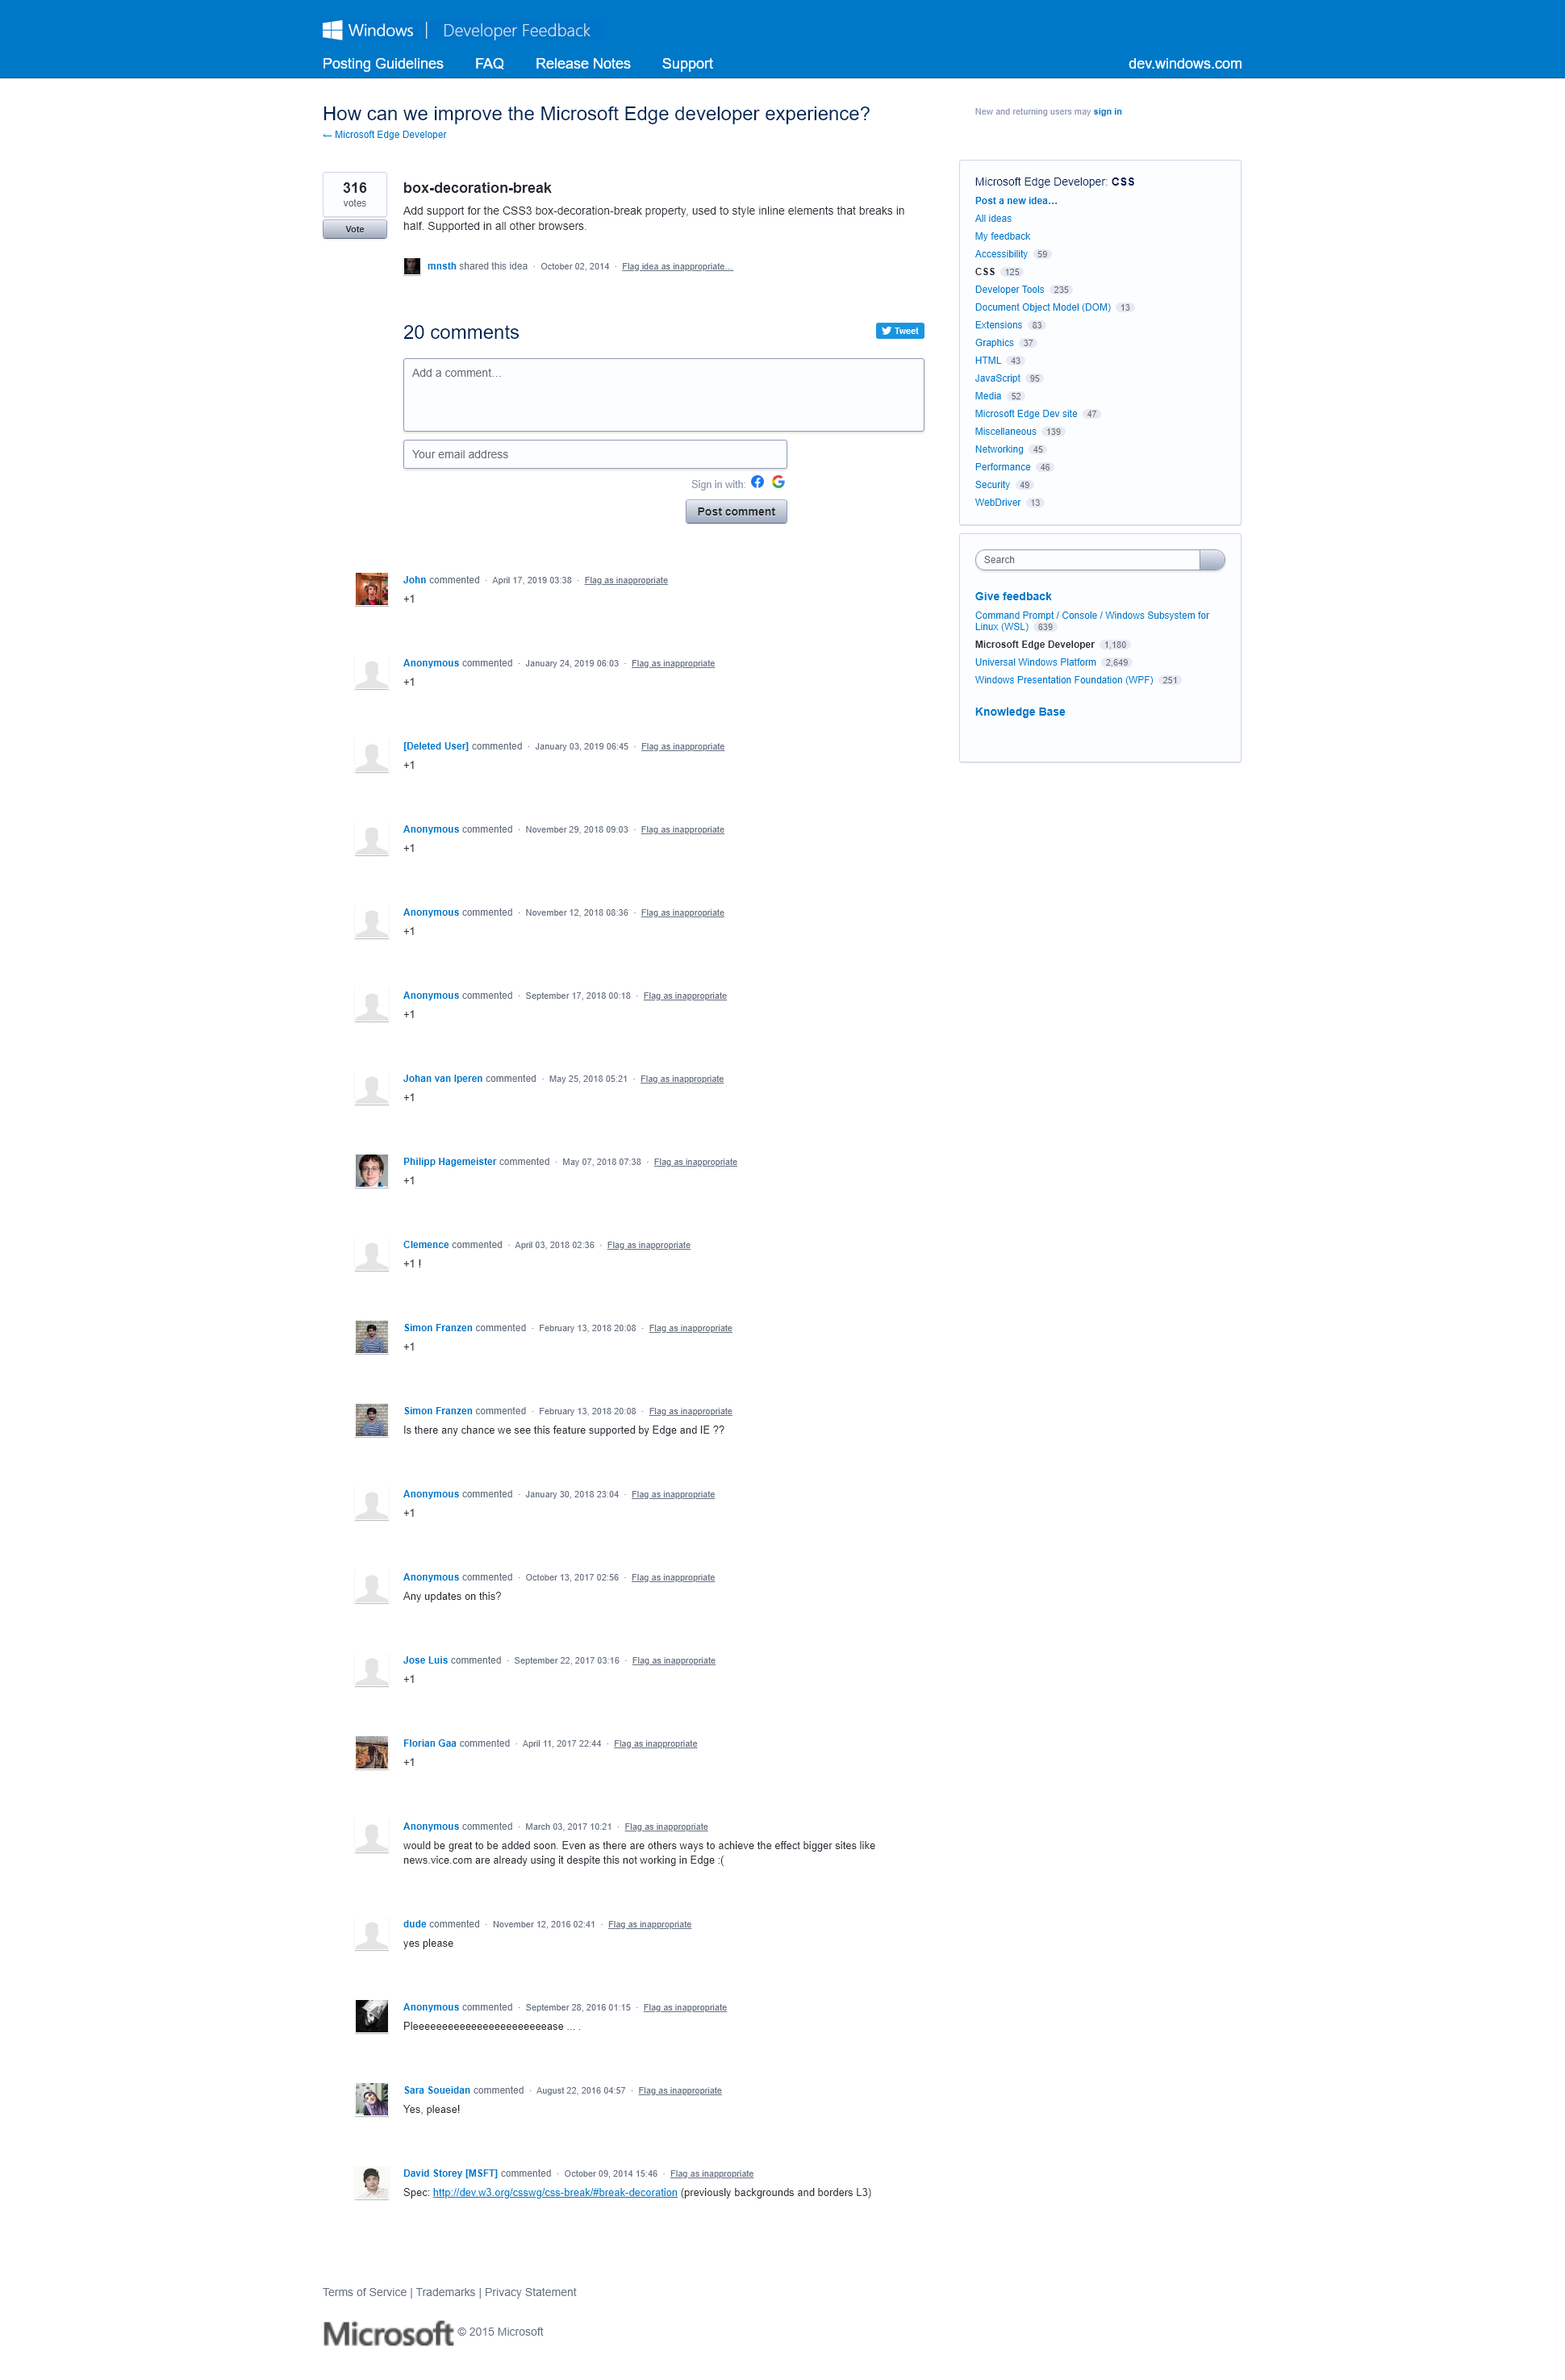 Windows | Developer Feedback
Posting Guidelines FAQ Release Notes Support dev.windows.com
How can we improve the Microsoft Edge developer experience?
← Microsoft Edge Developer
New and returning users may sign in
316
votes
Vote
box-decoration-break
Add support for the CSS3 box-decoration-break property, used to style inline elements that breaks in
half. Supported in all other browsers.
mnsth shared this idea · October 02, 2014 · Flag idea as inappropriate…
20 comments
Tweet
Add a comment…
Your email address
Sign in with:
Post comment
John commented · April 17, 2019 03:38 · Flag as inappropriate
+1
Anonymous commented · January 24, 2019 06:03 · Flag as inappropriate
+1
[Deleted User] commented · January 03, 2019 06:45 · Flag as inappropriate
+1
Anonymous commented · November 29, 2018 09:03 · Flag as inappropriate
+1
Anonymous commented · November 12, 2018 08:36 · Flag as inappropriate
+1
Anonymous commented · September 17, 2018 00:18 · Flag as inappropriate
+1
Johan van Iperen commented · May 25, 2018 05:21 · Flag as inappropriate
+1
Philipp Hagemeister commented · May 07, 2018 07:38 · Flag as inappropriate
+1
Clemence commented · April 03, 2018 02:36 · Flag as inappropriate
+1 !
Simon Franzen commented · February 13, 2018 20:08 · Flag as inappropriate
+1
Simon Franzen commented · February 13, 2018 20:08 · Flag as inappropriate
Is there any chance we see this feature supported by Edge and IE ??
Anonymous commented · January 30, 2018 23:04 · Flag as inappropriate
+1
Anonymous commented · October 13, 2017 02:56 · Flag as inappropriate
Any updates on this?
Jose Luis commented · September 22, 2017 03:16 · Flag as inappropriate
+1
Florian Gaa commented · April 11, 2017 22:44 · Flag as inappropriate
+1
Anonymous commented · March 03, 2017 10:21 · Flag as inappropriate
would be great to be added soon. Even as there are others ways to achieve the effect bigger sites like
news.vice.com are already using it despite this not working in Edge :(
dude commented · November 12, 2016 02:41 · Flag as inappropriate
yes please
Anonymous commented · September 28, 2016 01:15 · Flag as inappropriate
Pleeeeeeeeeeeeeeeeeeeeeeease ... .
Sara Soueidan commented · August 22, 2016 04:57 · Flag as inappropriate
Yes, please!
David Storey [MSFT] commented · October 09, 2014 15:46 · Flag as inappropriate
Spec: http://dev.w3.org/csswg/css-break/#break-decoration (previously backgrounds and borders L3)
Microsoft Edge Developer: CSS
Post a new idea…
All ideas
My feedback
Accessibility 59
CSS 125
Developer Tools 235
Document Object Model (DOM) 13
Extensions 83
Graphics 37
HTML 43
JavaScript 95
Media 52
Microsoft Edge Dev site 47
Miscellaneous 139
Networking 45
Performance 46
Security 49
WebDriver 13
Search
Give feedback
Command Prompt / Console / Windows Subsystem for
Linux (WSL) 639
Microsoft Edge Developer 1,180
Universal Windows Platform 2,649
Windows Presentation Foundation (WPF) 251
Knowledge Base
Terms of Service | Trademarks | Privacy Statement
Microsoft © 2015 Microsoft